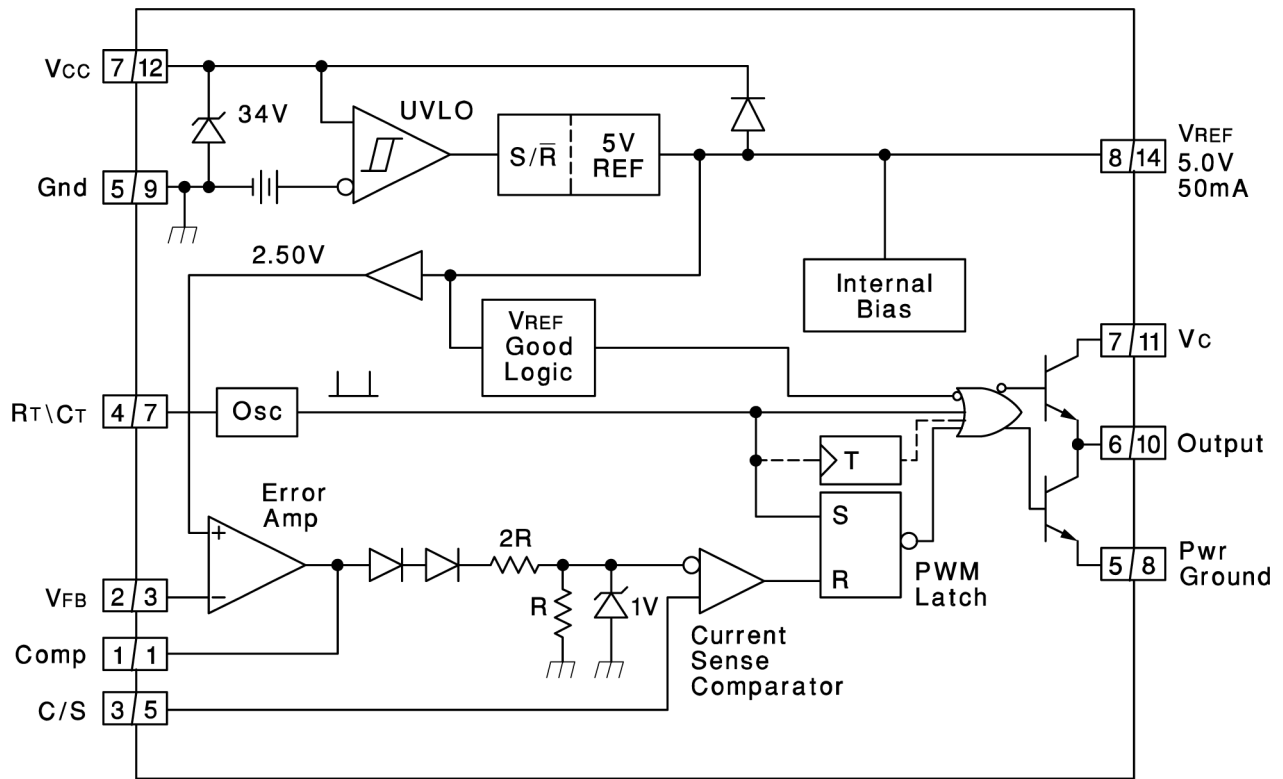 VCC 7/12
34V
UVLO
S/R̅
5V
REF
8/14
VREF
5.0V
50mA
Gnd 5/9
2.50V
Internal
Bias
VREF
Good
Logic
7/11 VC
RT\CT 4/7
Osc
T
6/10 Output
Error
Amp
+
−
2R
S
R
PWM
Latch
5/8
Pwr
Ground
VFB 2/3
R
1V
Comp 1/1
Current
Sense
Comparator
C/S 3/5